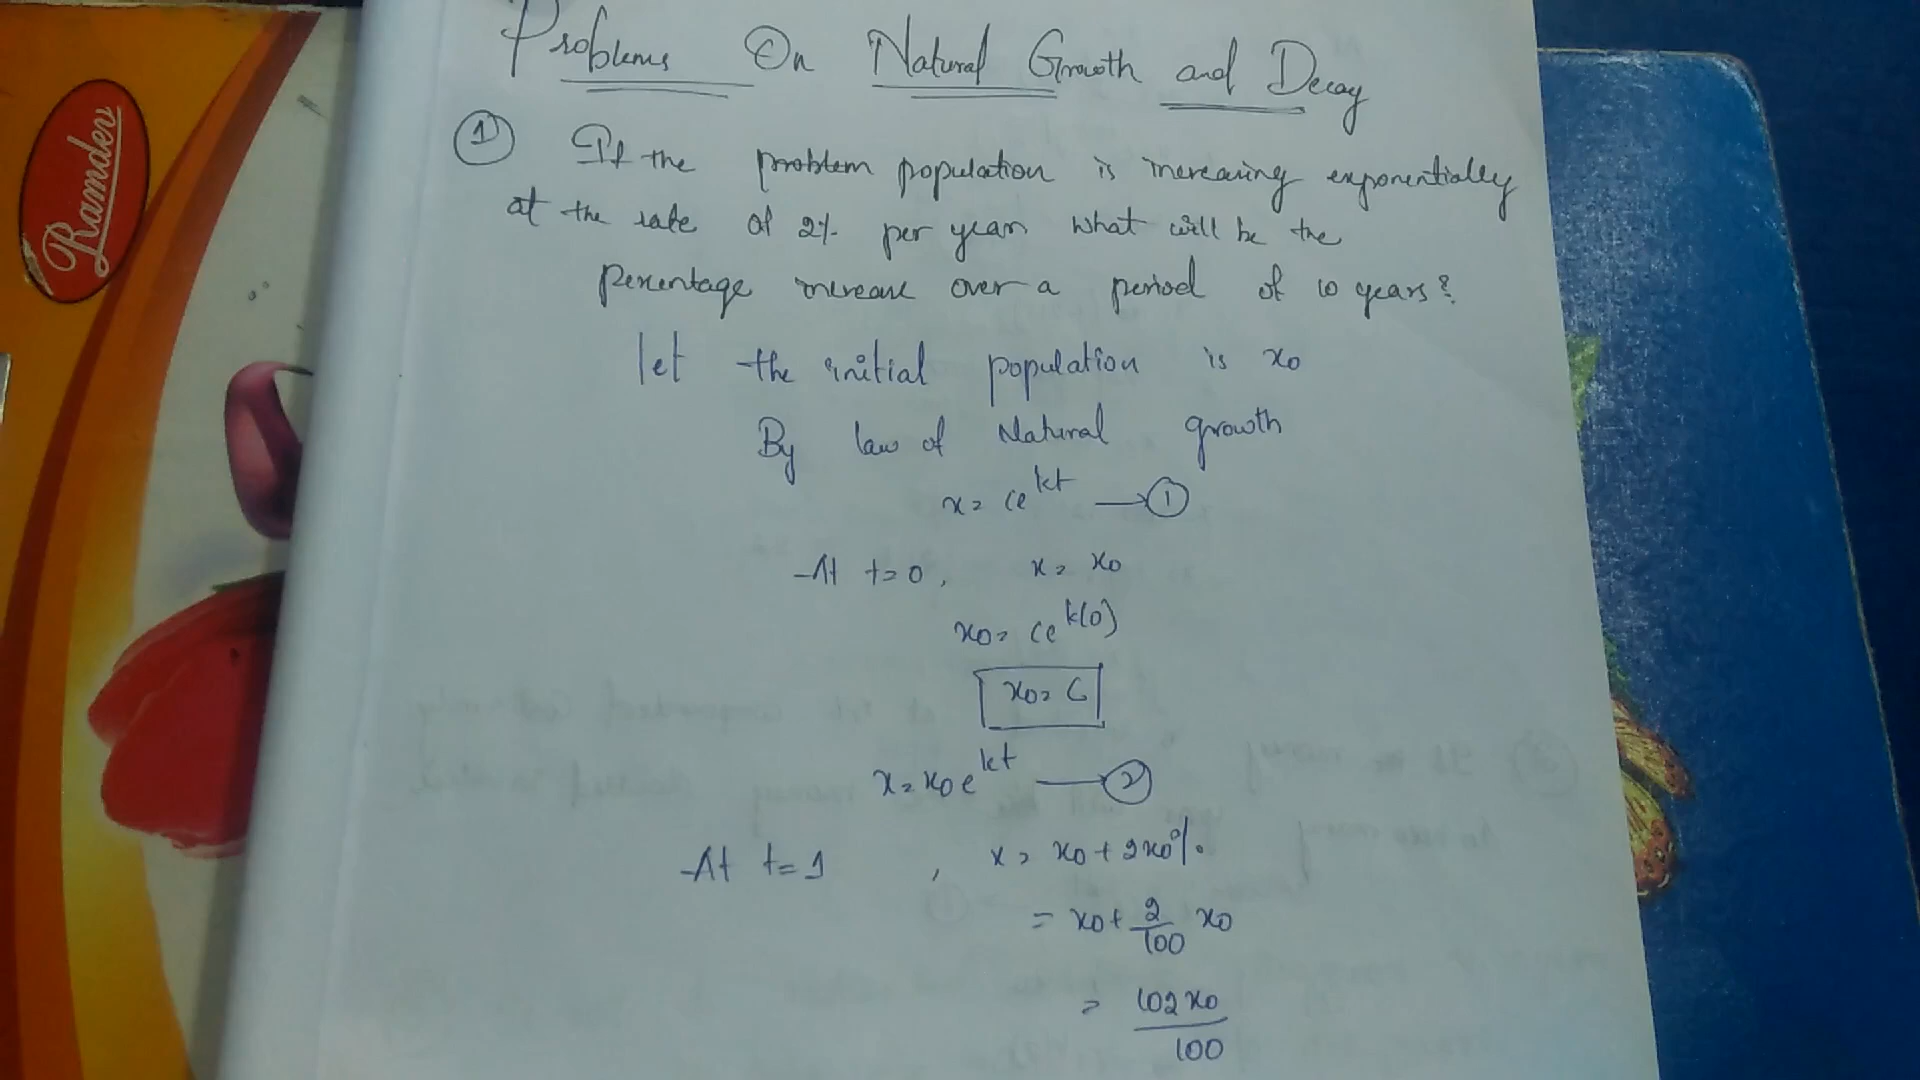 Ramdev
Problems On Natural Growth and Decay
① If the problem population is increasing exponentially
at the rate of 2% per year what will be the
percentage increase over a period of 10 years?
let the initial population is x₀
By law of Natural growth
x = ce^kt → ①
At t=0, x = x₀
x₀ = ce^k(0)
x₀ = C
x = x₀e^kt → ②
At t=1 , x = x₀ + 2x₀%
= x₀ + 2/100 x₀
= 102x₀/100